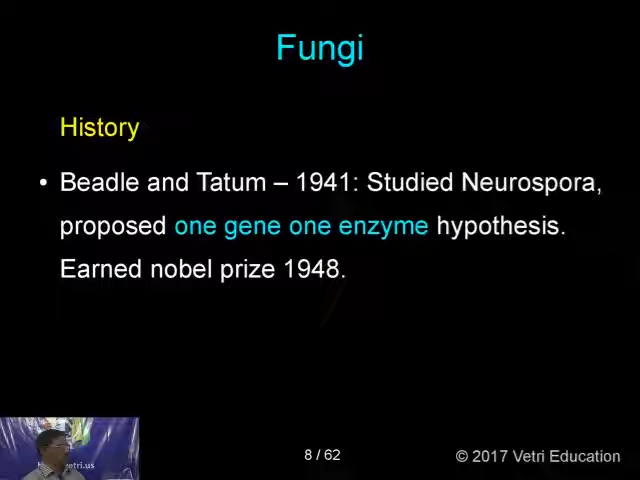 Fungi
History
• Beadle and Tatum – 1941: Studied Neurospora,
proposed one gene one enzyme hypothesis.
Earned nobel prize 1948.
8 / 62
© 2017 Vetri Education